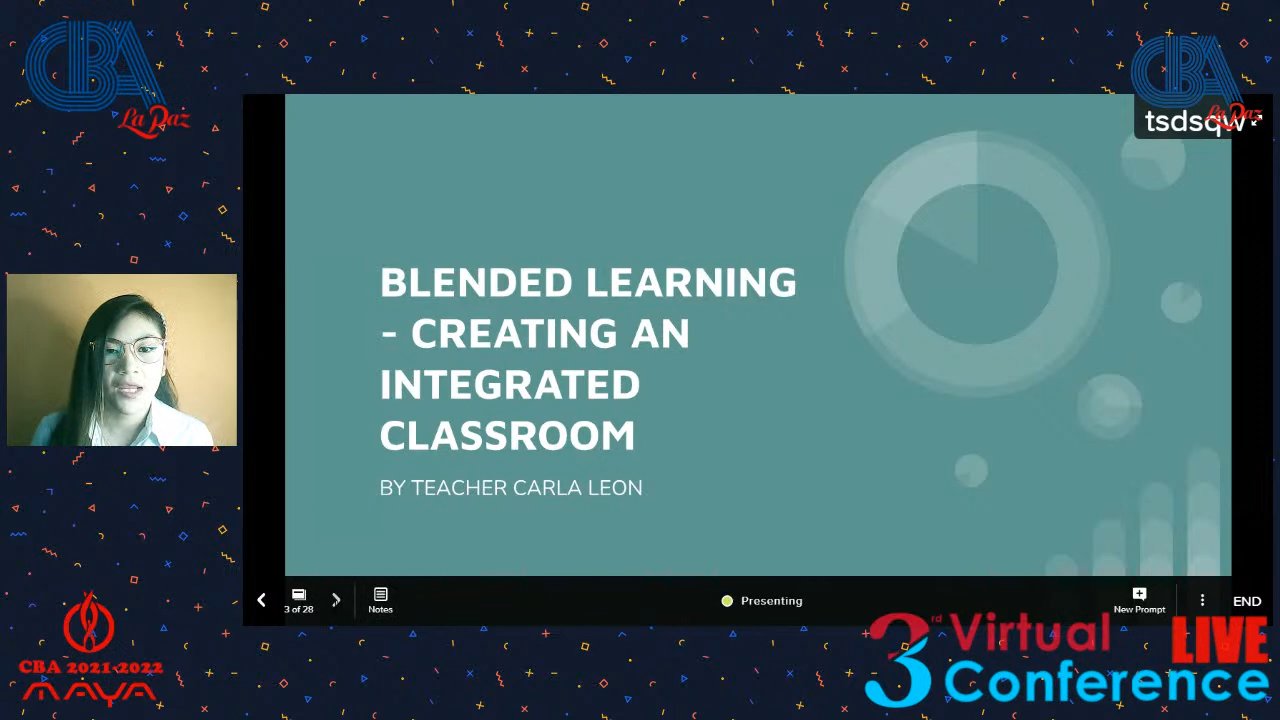 CBA
La Paz
CBA
La Paz
tsdsqw
BLENDED LEARNING
- CREATING AN
INTEGRATED
CLASSROOM
BY TEACHER CARLA LEON
3 of 28
Notes
Presenting
New Prompt
END
CBA 2021-2022
MAYA
3rd Virtual
Conference
LIVE